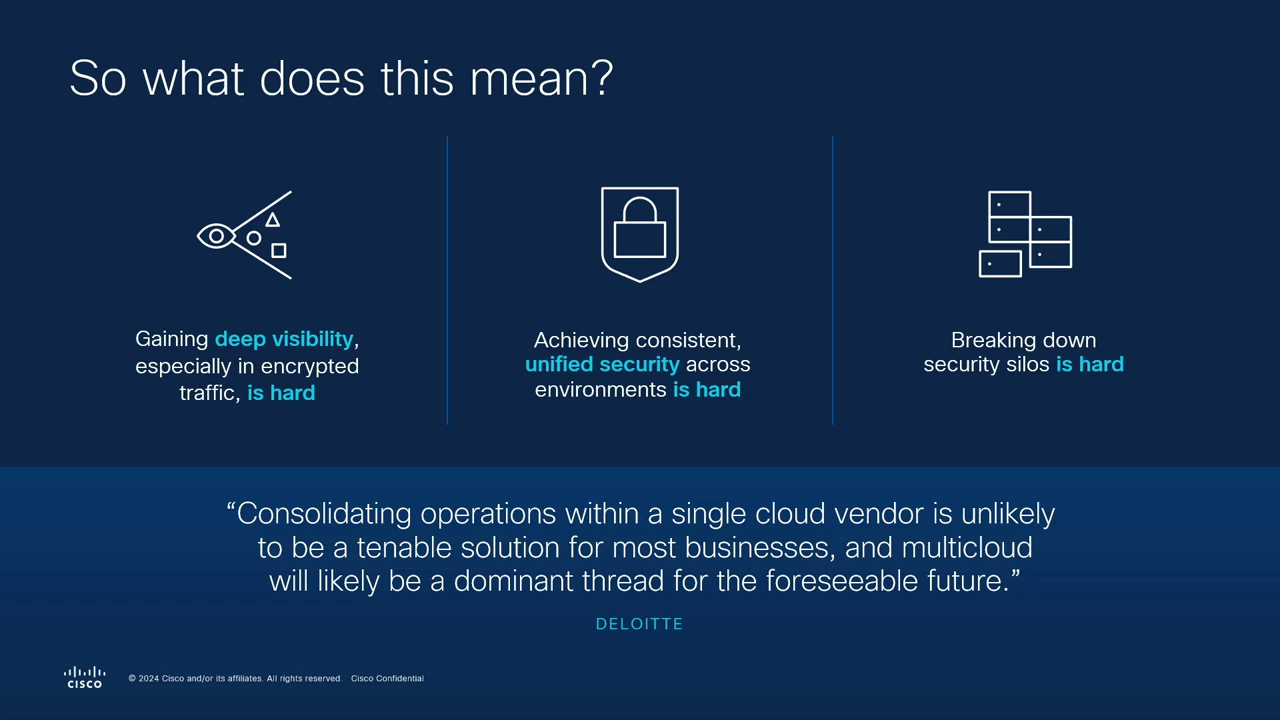 So what does this mean?
Gaining deep visibility,
especially in encrypted
traffic, is hard
Achieving consistent,
unified security across
environments is hard
Breaking down
security silos is hard
“Consolidating operations within a single cloud vendor is unlikely
to be a tenable solution for most businesses, and multicloud
will likely be a dominant thread for the foreseeable future.”
DELOITTE
CISCO
© 2024 Cisco and/or its affiliates. All rights reserved. Cisco Confidential